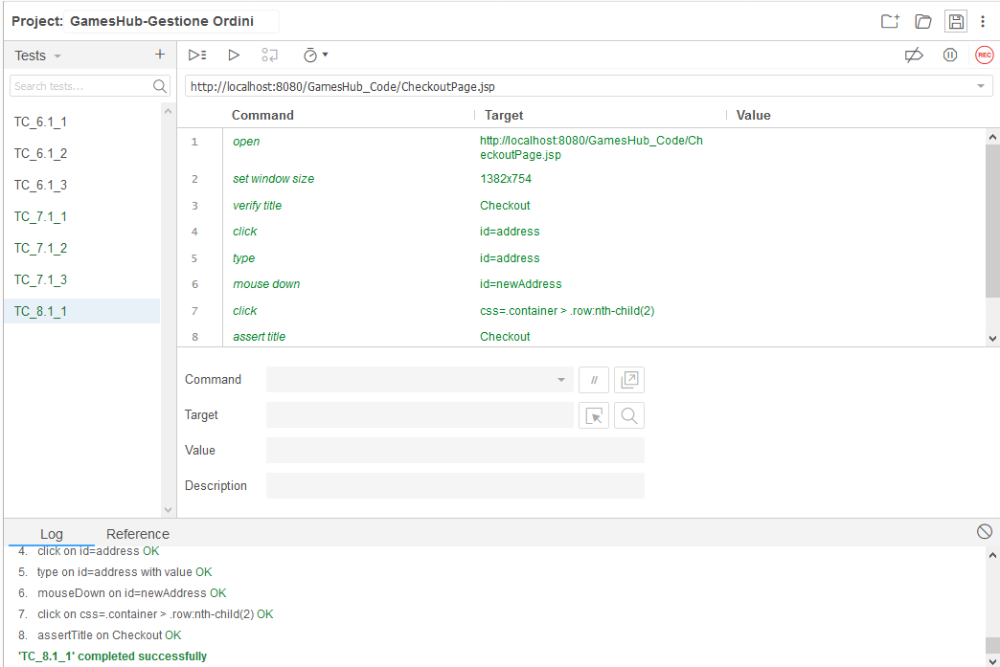 Project: GamesHub-Gestione Ordini
Tests
Search tests...
TC_6.1_1
TC_6.1_2
TC_6.1_3
TC_7.1_1
TC_7.1_2
TC_7.1_3
TC_8.1_1
REC
http://localhost:8080/GamesHub_Code/CheckoutPage.jsp
Command Target Value
1 open http://localhost:8080/GamesHub_Code/Ch
eckoutPage.jsp
2 set window size 1382x754
3 verify title Checkout
4 click id=address
5 type id=address
6 mouse down id=newAddress
7 click css=.container > .row:nth-child(2)
8 assert title Checkout
Command //
Target
Value
Description
Log Reference
4. click on id=address OK
5. type on id=address with value OK
6. mouseDown on id=newAddress OK
7. click on css=.container > .row:nth-child(2) OK
8. assertTitle on Checkout OK
'TC_8.1_1' completed successfully